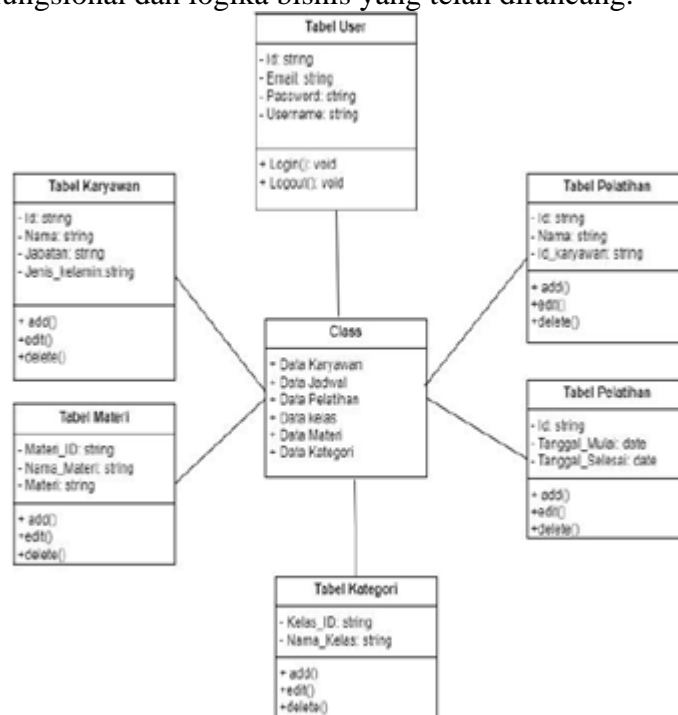 fungsional dan logika bisnis yang telah dirancang.
Tabel User
- Id: string
- Email: string
- Password: string
- Username: string
+ Login(): void
+ Logout(): void
Tabel Karyawan
- Id: string
- Nama: string
- Jabatan: string
- Jenis_kelamin:string
+ add()
+edit()
+delete()
Tabel Pelatihan
- Id: string
- Nama: string
- Id_karyawan: string
+ add()
+edit()
+delete()
Class
+ Data Karyawan
+ Data Jadwal
+ Data Pelatihan
+ Data kelas
+ Data Materi
+ Data Kategori
Tabel Materi
- Materi_ID: string
- Nama_Materi: string
- Materi: string
+ add()
+edit()
+delete()
Tabel Pelatihan
- Id: string
- Tanggal_Mulai: date
- Tanggal_Selesai: date
+ add()
+edit()
+delete()
Tabel Kategori
- Kelas_ID: string
- Nama_Kelas: string
+ add()
+edit()
+delete()